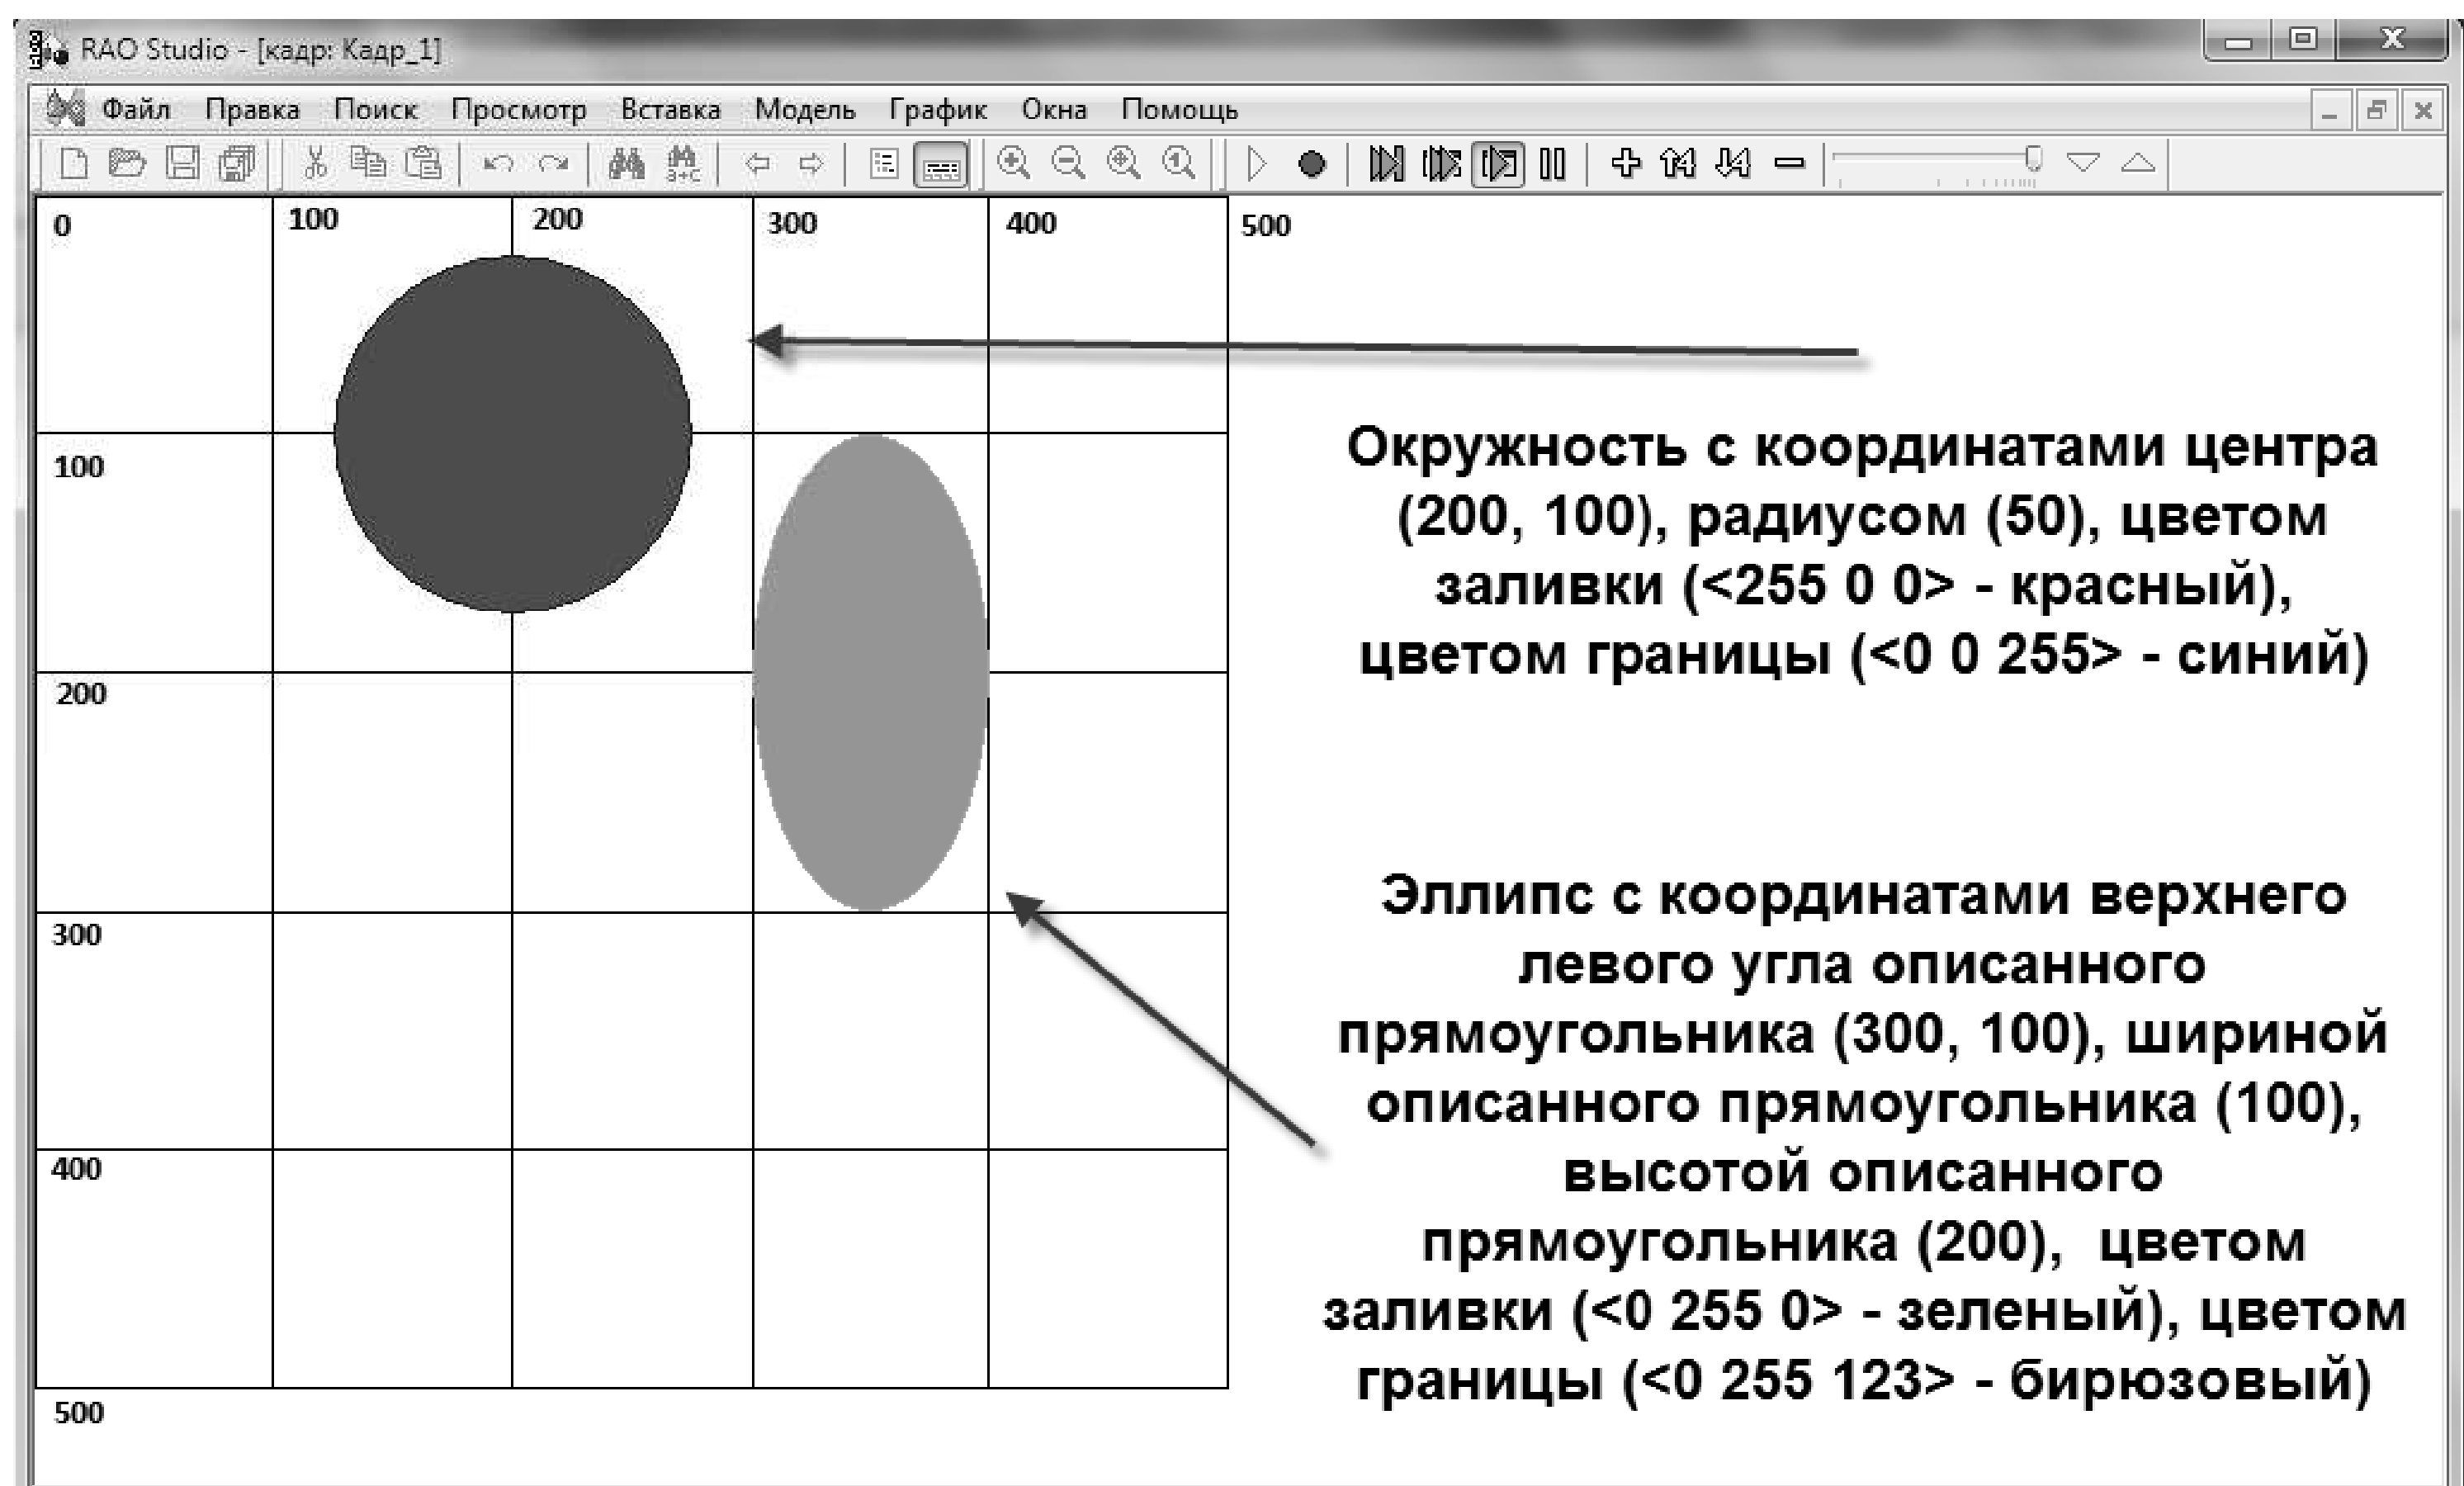 RAO Studio - [кадр: Кадр_1]
Файл Правка Поиск Просмотр Вставка Модель График Окна Помощь
0 100 200 300 400 500
100
200
300
400
500
Окружность с координатами центра
(200, 100), радиусом (50), цветом
заливки (<255 0 0> - красный),
цветом границы (<0 0 255> - синий)
Эллипс с координатами верхнего
левого угла описанного
прямоугольника (300, 100), шириной
описанного прямоугольника (100),
высотой описанного
прямоугольника (200), цветом
заливки (<0 255 0> - зеленый), цветом
границы (<0 255 123> - бирюзовый)